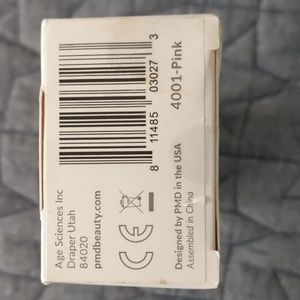 8 11485 03027 3
4001-Pink
Age Sciences Inc
Draper Utah
84020
pmdbeauty.com
CE
Designed by PMD in the USA
Assembled in China